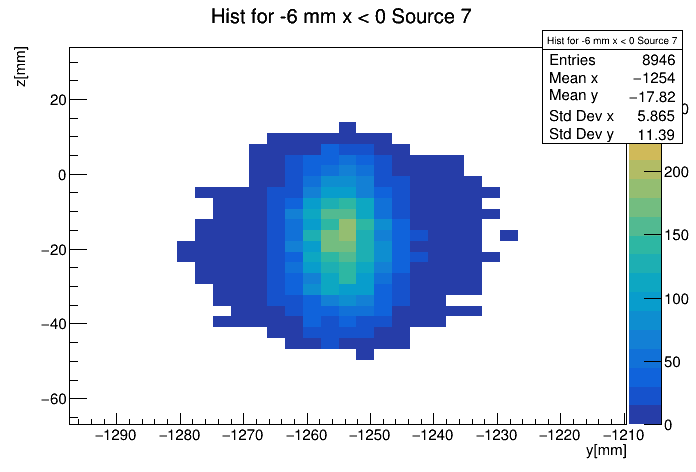 Hist for -6 mm x < 0 Source 7
Hist for -6 mm x < 0 Source 7
Entries 8946
Mean x −1254
Mean y −17.82
Std Dev x 5.865
Std Dev y 11.39
z[mm]
20
0
−20
−40
−60
−1290 −1280 −1270 −1260 −1250 −1240 −1230 −1220 −1210
y[mm]
200
150
100
50
0